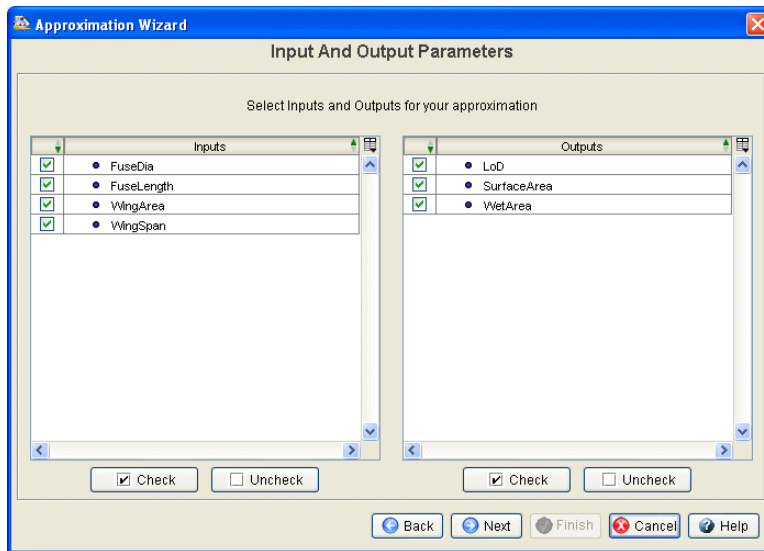 Approximation Wizard
Input And Output Parameters
Select Inputs and Outputs for your approximation
Inputs
FuseDia
FuseLength
WingArea
WingSpan
Outputs
LoD
SurfaceArea
WetArea
Check Uncheck
Check Uncheck
Back Next Finish Cancel Help